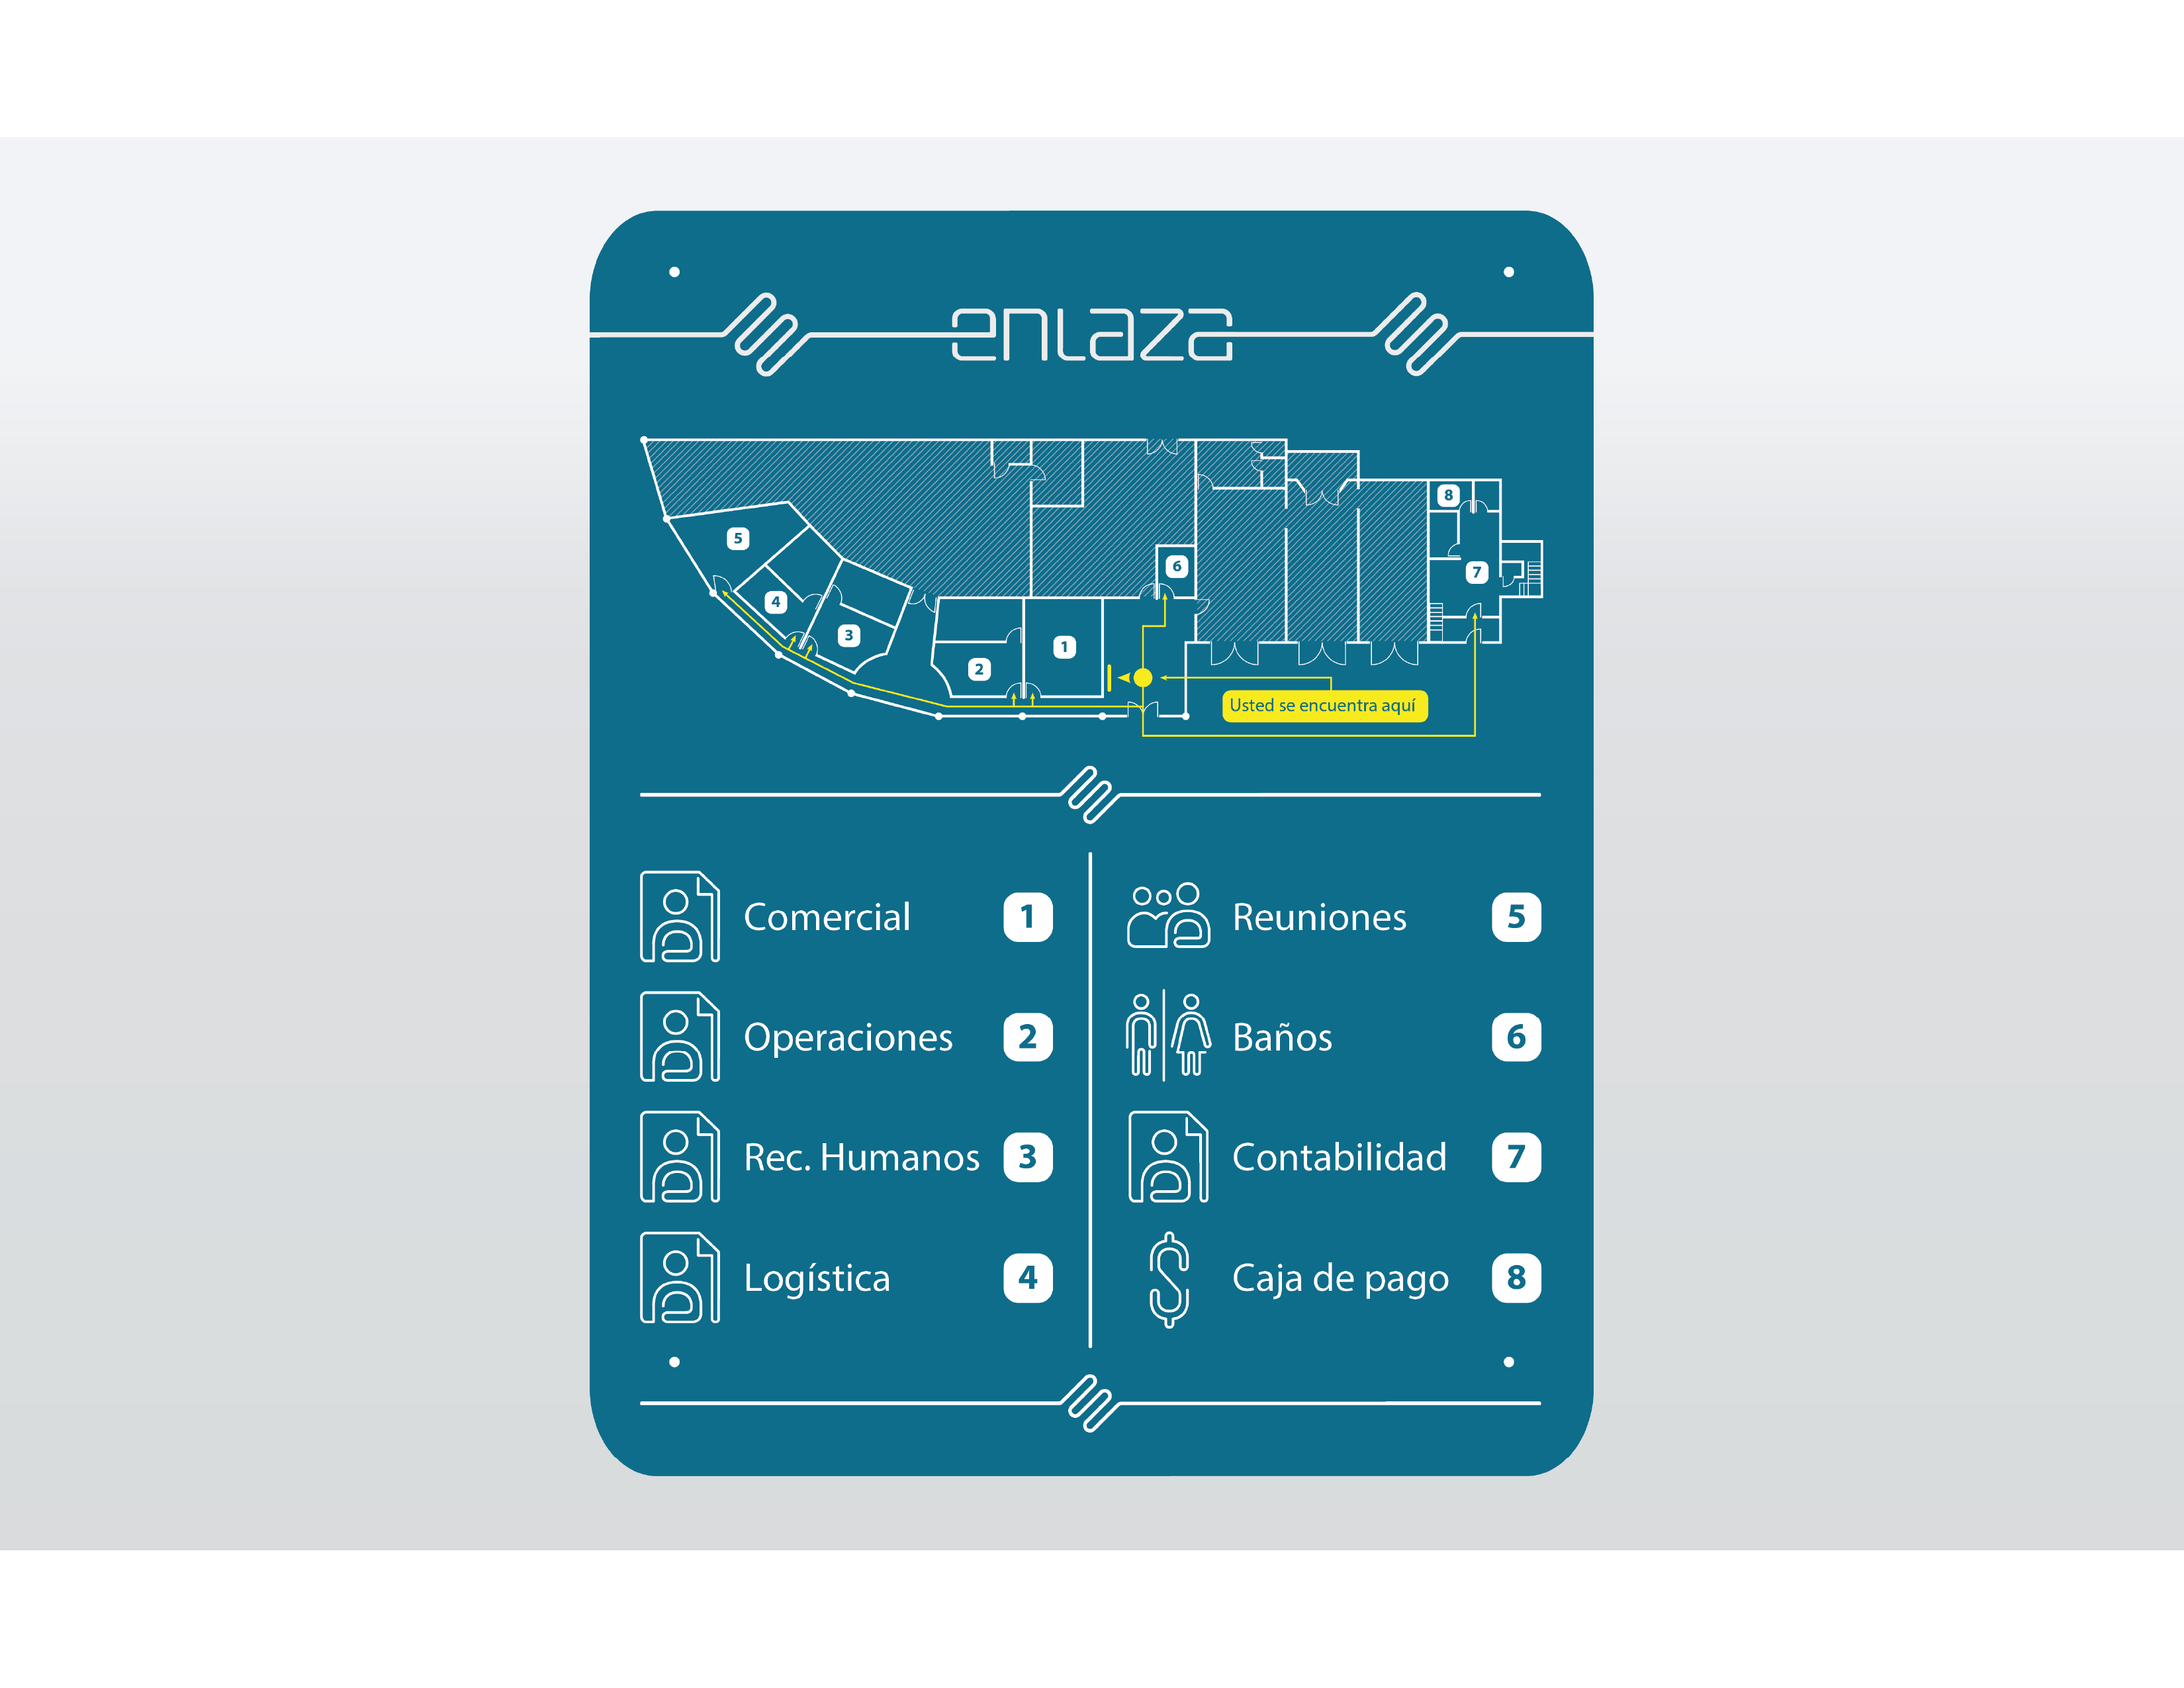 enlaza
8
5
6
7
4
3
1
2
Usted se encuentra aquí
Comercial 1
Operaciones 2
Rec. Humanos 3
Logística 4
Reuniones 5
Baños 6
Contabilidad 7
Caja de pago 8